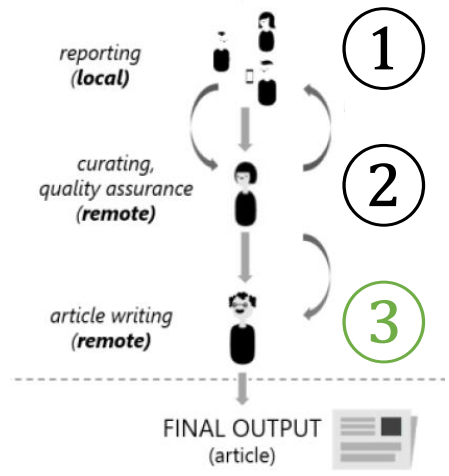 reporting
(local)
1
curating,
quality assurance
(remote)
2
article writing
(remote)
3
FINAL OUTPUT
(article)